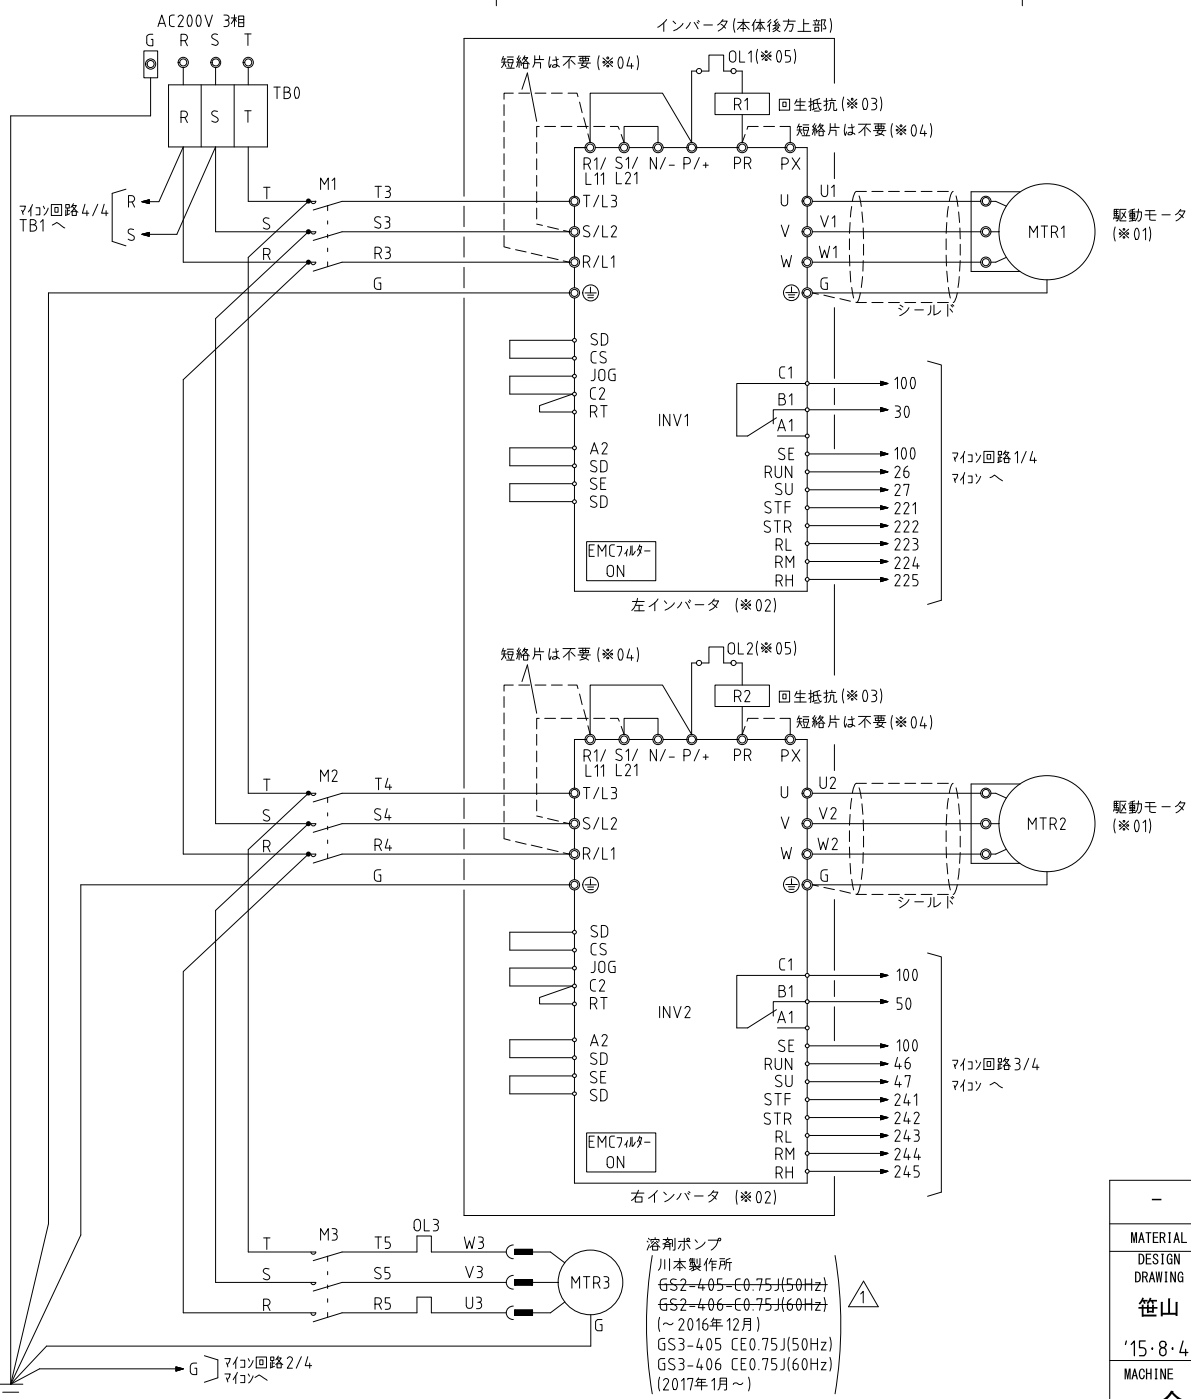 AC200V 3相
G R S T
TB0
R S T
マイコン回路4/4
TB1 へ
R
S
T M1 T3
S S3
R R3
G
インバータ(本体後方上部)
短絡片は不要(※04)
OL1(※05)
R1 回生抵抗(※03)
短絡片は不要(※04)
R1/ S1/ N/- P/+ PR PX
L11 L21
T/L3
S/L2
R/L1
U U1
V V1
W W1
G
シールド
MTR1
駆動モータ
(※01)
SD
CS
JOG
C2
RT
A2
SD
SE
SD
INV1
EMCフィルター
ON
C1 100
B1 30
A1
SE 100
RUN 26
SU 27
STF 221
STR 222
RL 223
RM 224
RH 225
マイコン回路1/4
マイコン へ
左インバータ (※02)
短絡片は不要(※04)
OL2(※05)
R2 回生抵抗(※03)
短絡片は不要(※04)
R1/ S1/ N/- P/+ PR PX
L11 L21
T M2 T4
S S4
R R4
G
T/L3
S/L2
R/L1
U U2
V V2
W W2
G
シールド
MTR2
駆動モータ
(※01)
SD
CS
JOG
C2
RT
A2
SD
SE
SD
INV2
EMCフィルター
ON
C1 100
B1 50
A1
SE 100
RUN 46
SU 47
STF 241
STR 242
RL 243
RM 244
RH 245
マイコン回路3/4
マイコン へ
右インバータ (※02)
T M3 T5 OL3 W3
S S5 V3
R R5 U3
MTR3
G
G マイコン回路2/4
マイコンへ
溶剤ポンプ
川本製作所
GS2-405-C0.75J(50Hz)
GS2-406-C0.75J(60Hz)
(～2016年12月)
GS3-405 CE0.75J(50Hz)
GS3-406 CE0.75J(60Hz)
(2017年1月～)
1
-
MATERIAL
DESIGN
DRAWING
笹山
'15・8・4
MACHINE